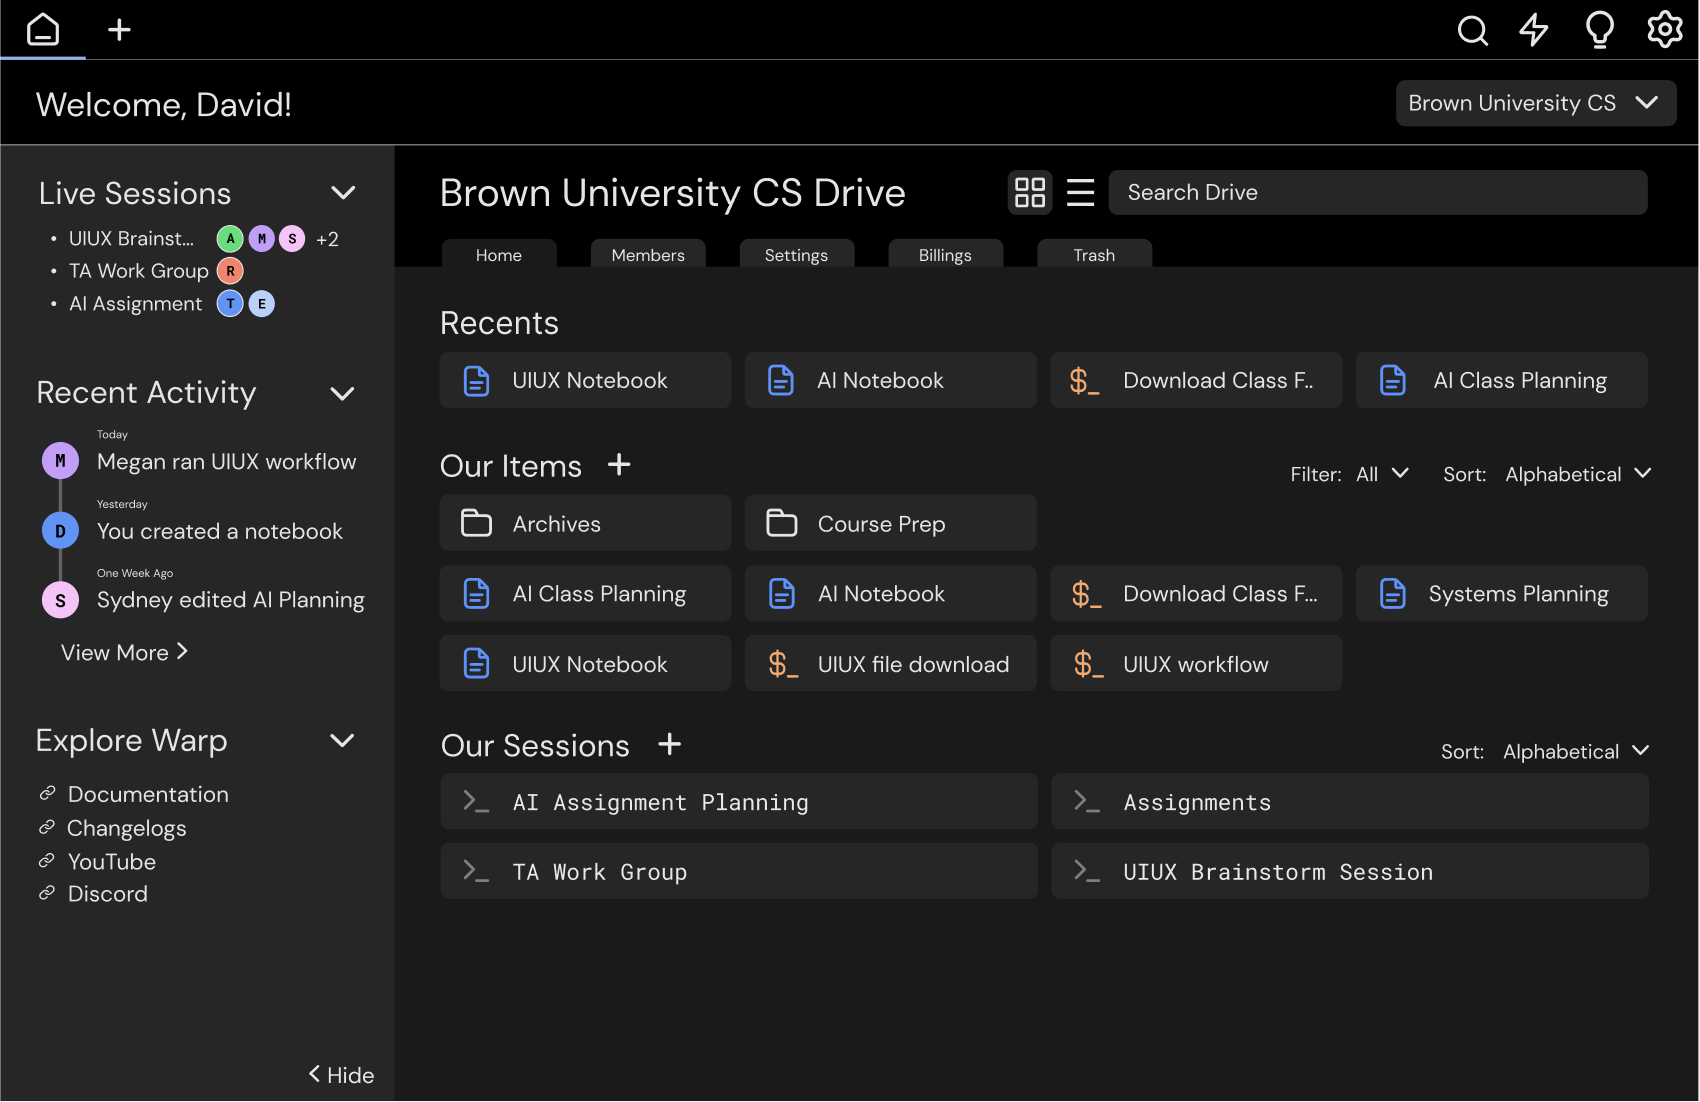 Welcome, David!
Brown University CS
Live Sessions
• UIUX Brainst... A M S +2
• TA Work Group R
• AI Assignment T E
Recent Activity
Today
M Megan ran UIUX workflow
Yesterday
D You created a notebook
One Week Ago
S Sydney edited AI Planning
View More >
Explore Warp
Documentation
Changelogs
YouTube
Discord
< Hide
Brown University CS Drive
Search Drive
Home Members Settings Billings Trash
Recents
UIUX Notebook
AI Notebook
$_ Download Class F..
AI Class Planning
Our Items +
Filter: All Sort: Alphabetical
Archives
Course Prep
AI Class Planning
AI Notebook
$_ Download Class F...
Systems Planning
UIUX Notebook
$_ UIUX file download
$_ UIUX workflow
Our Sessions +
Sort: Alphabetical
>_ AI Assignment Planning
>_ Assignments
>_ TA Work Group
>_ UIUX Brainstorm Session